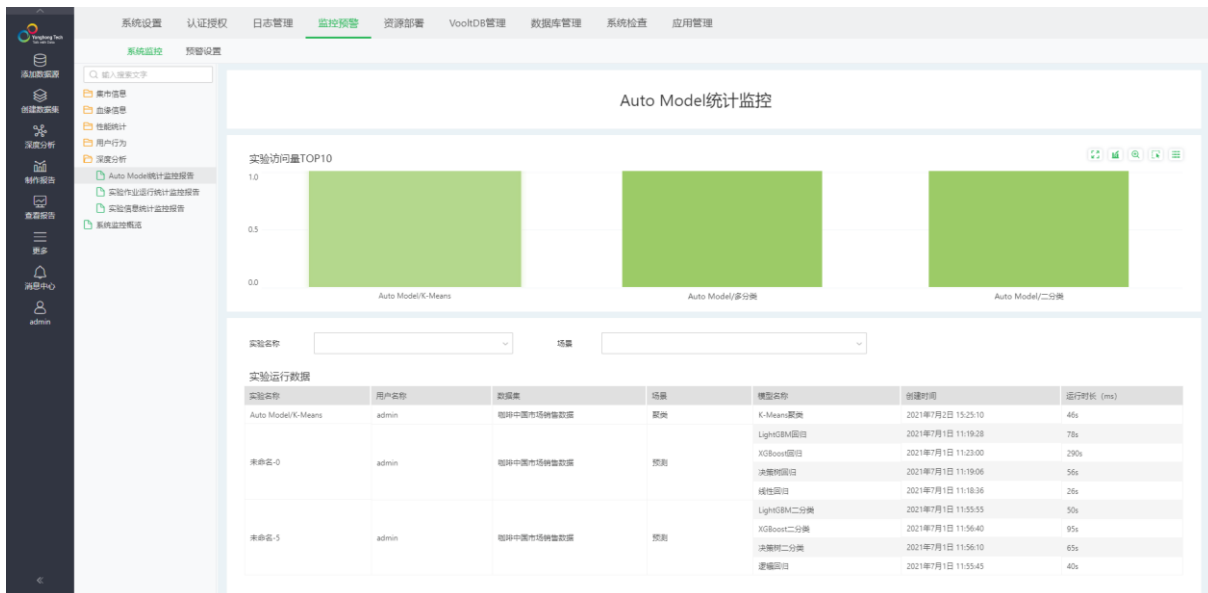 系统设置 认证授权 日志管理 监控预警 资源部署 VooltDB管理 数据库管理 系统检查 应用管理
Yonghong Tech
系统监控 预警设置
添加数据源
创建数据集
深度分析
制作报告
查看报告
更多
消息中心
admin
输入搜索文字
集市信息
血缘信息
性能统计
用户行为
深度分析
Auto Model统计监控报告
实验作业运行统计监控报告
实验信息统计监控报告
系统监控概览
Auto Model统计监控
实验访问量TOP10
1.0
0.5
0.0
Auto Model/K-Means Auto Model/多分类 Auto Model/二分类
实验名称 场景
实验运行数据
实验名称 用户名称 数据集 场景 模型名称 创建时间 运行时长 (ms)
Auto Model/K-Means admin 咖啡中国市场销售数据 聚类 K-Means聚类 2021年7月2日 15:25:10 46s
未命名-0 admin 咖啡中国市场销售数据 预测 LightGBM回归 2021年7月1日 11:19:28 78s
XGBoost回归 2021年7月1日 11:23:00 290s
决策树回归 2021年7月1日 11:19:06 56s
线性回归 2021年7月1日 11:18:36 26s
未命名-5 admin 咖啡中国市场销售数据 预测 LightGBM二分类 2021年7月1日 11:55:55 50s
XGBoost二分类 2021年7月1日 11:56:40 95s
决策树二分类 2021年7月1日 11:56:10 65s
逻辑回归 2021年7月1日 11:55:45 40s